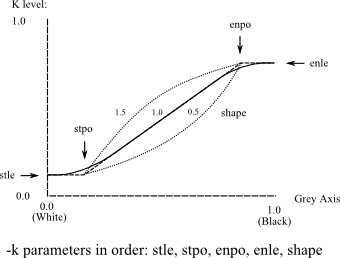 K level:
1.0
enpo
enle
1.5
1.0
0.5
shape
stpo
stle
0.0
0.0
(White)
1.0
(Black)
Grey Axis
-k parameters in order: stle, stpo, enpo, enle, shape